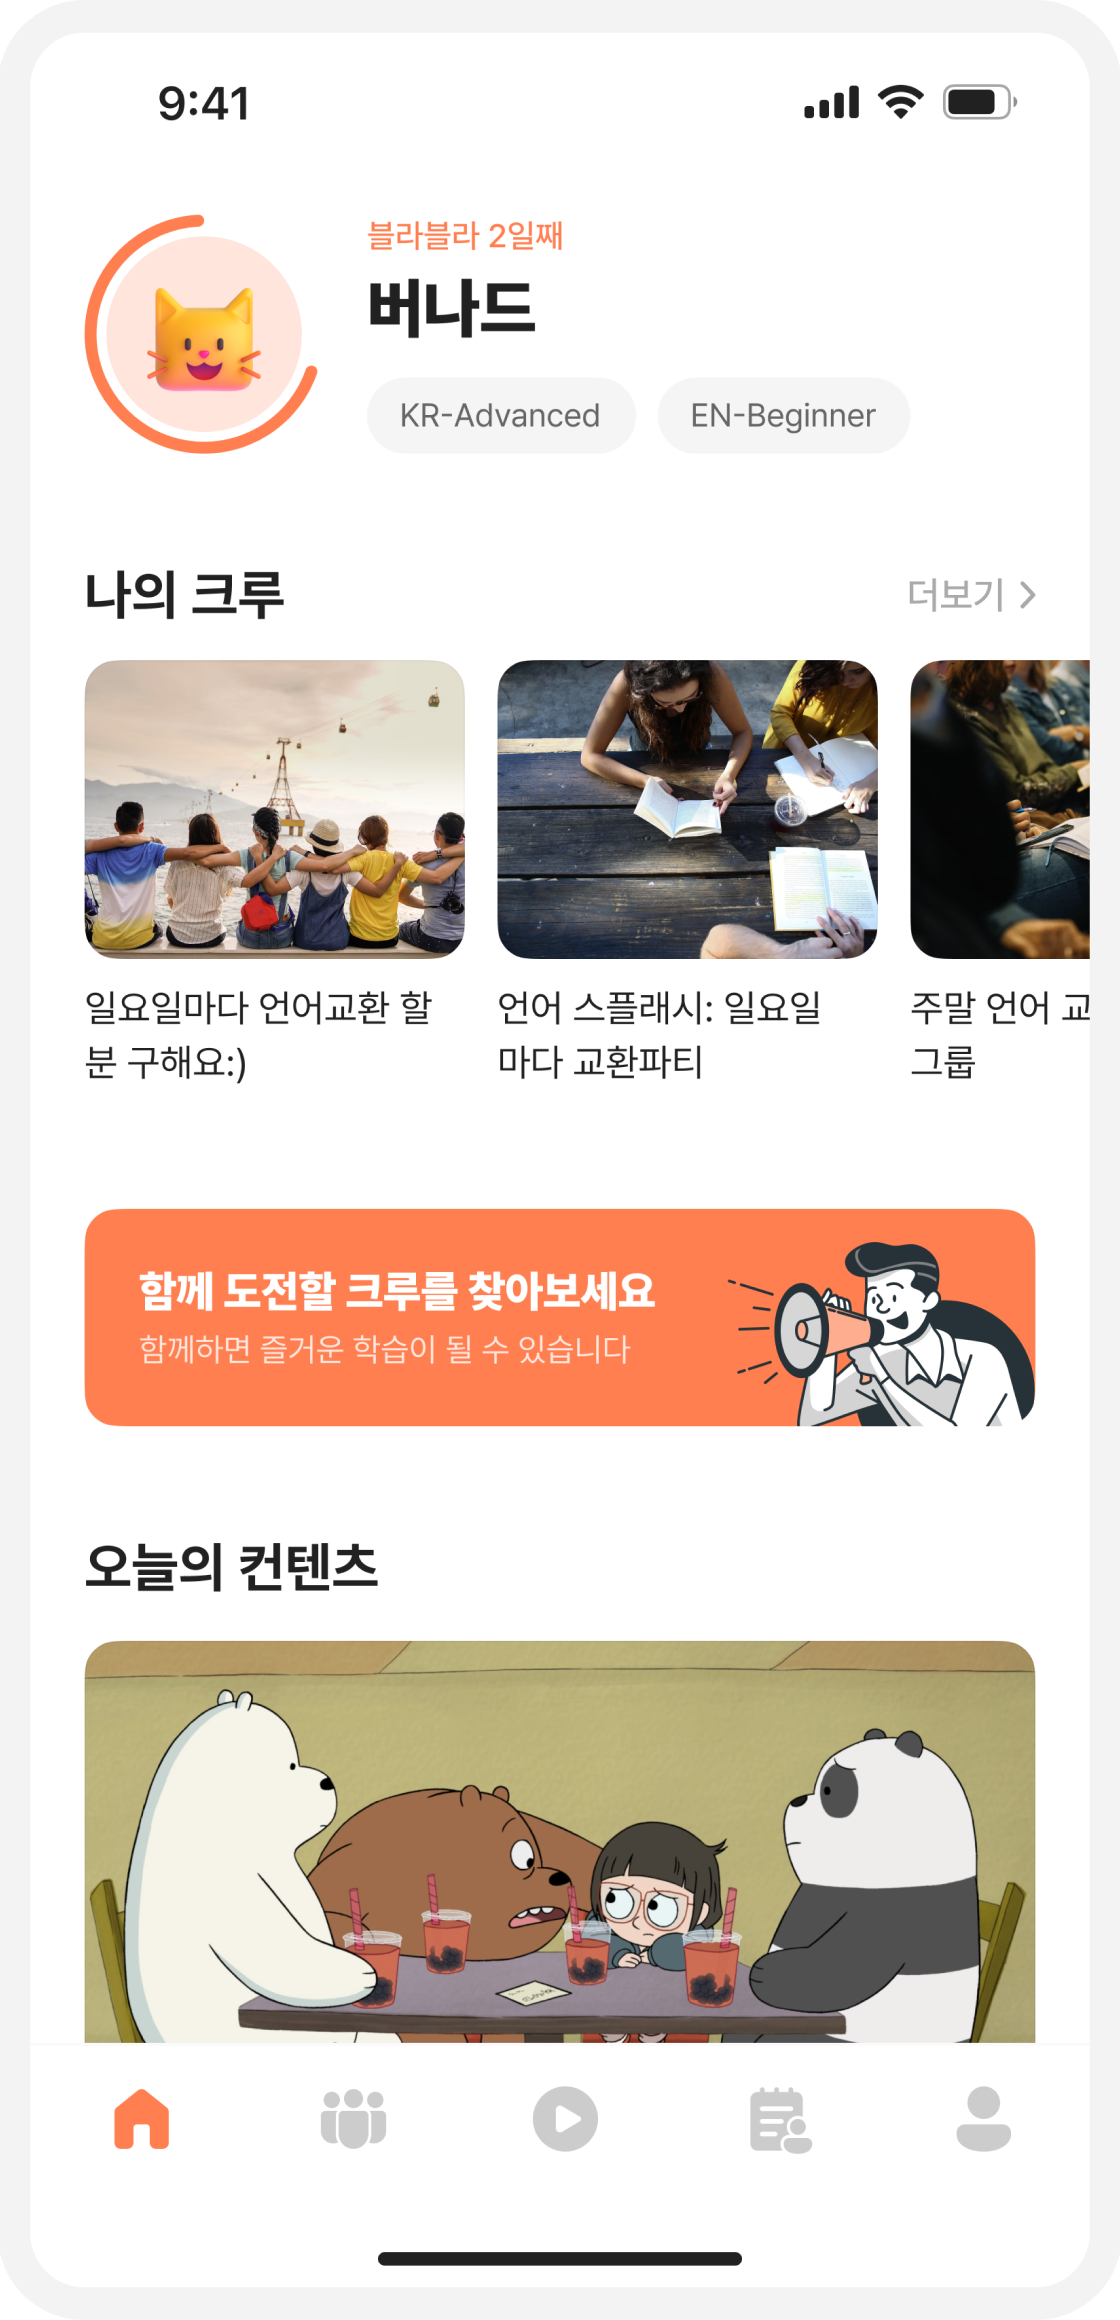 9:41
블라블라 2일째
버나드
KR-Advanced
EN-Beginner
나의 크루
더보기
일요일마다 언어교환 할
분 구해요:)
언어 스플래시: 일요일
마다 교환파티
주말 언어 교
그룹
함께 도전할 크루를 찾아보세요
함께하면 즐거운 학습이 될 수 있습니다
오늘의 컨텐츠